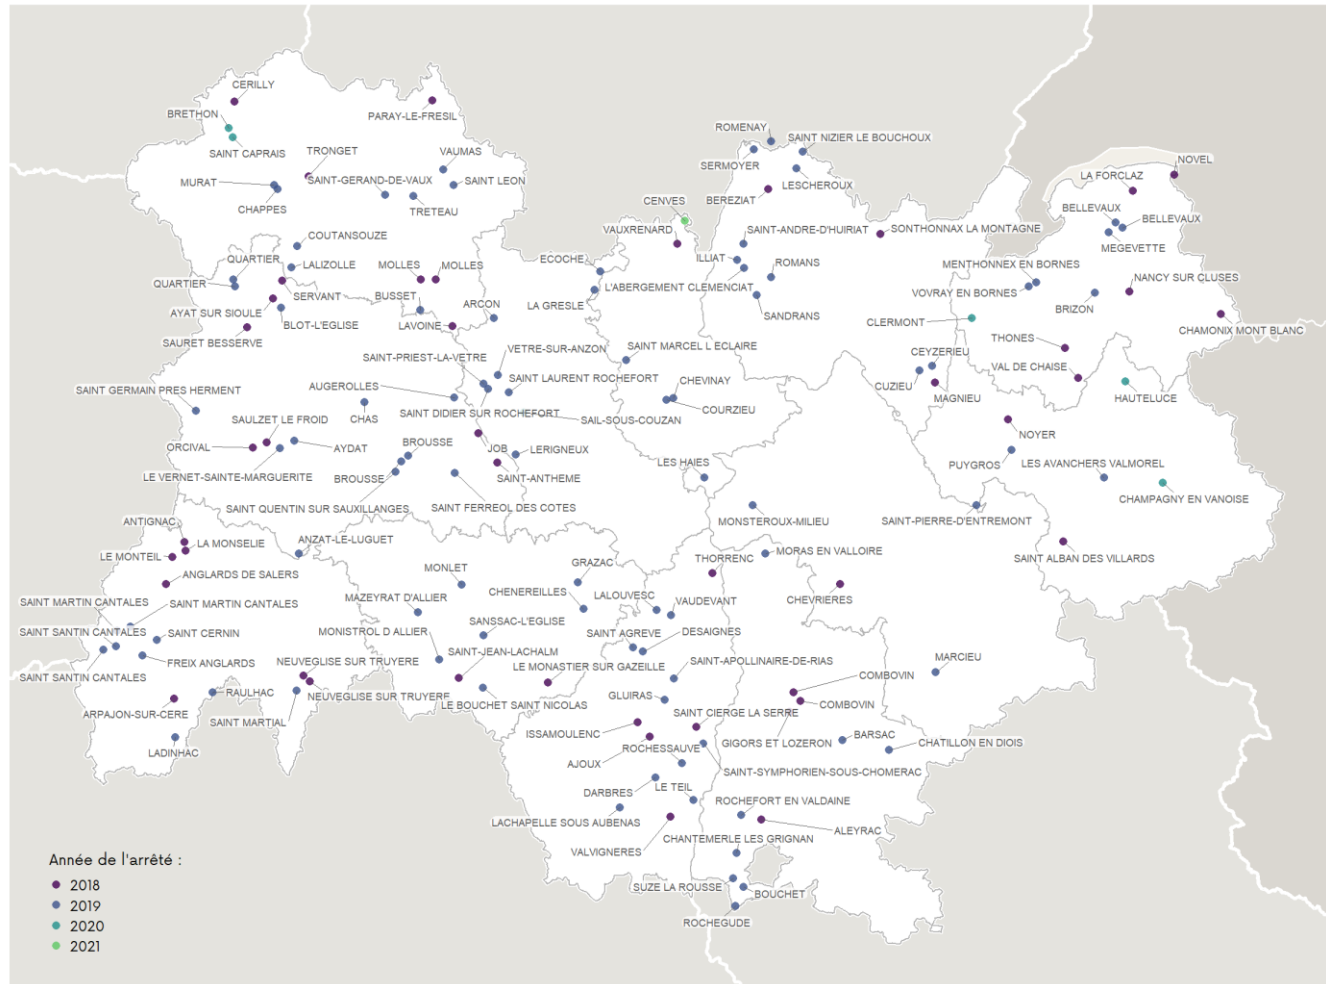 CERILLY
BRETHON
PARAY-LE-FRESIL
SAINT CAPRAIS
TRONGET
VAUMAS
MURAT
SAINT-GERAND-DE-VAUX
SAINT LEON
CHAPPES
TRETEAU
COUTANSOUZE
QUARTIER
LALIZOLLE
MOLLES
MOLLES
QUARTIER
SERVANT
BUSSET
ARCON
AYAT SUR SIOULE
BLOT-L'EGLISE
LAVOINE
SAURET BESSERVE
ROMENAY
SAINT NIZIER LE BOUCHOUX
SERMOYER
LESCHEROUX
BEREZIAT
CENVES
VAUXRENARD
SAINT-ANDRE-D'HUIRIAT
SONTHONNAX LA MONTAGNE
ECOCHE
ILLIAT
ROMANS
L'ABERGEMENT CLEMENCIAT
LA GRESLE
SANDRANS
NOVEL
LA FORCLAZ
BELLEVAUX
BELLEVAUX
MEGEVETTE
MENTHONNEX EN BORNES
NANCY SUR CLUSES
VOVRAY EN BORNES
BRIZON
CLERMONT
CHAMONIX MONT BLANC
THONES
CEYZERIEU
VAL DE CHAISE
CUZIEU
MAGNIEU
HAUTELUCE
SAINT-PRIEST-LA-VETRE
VETRE-SUR-ANZON
SAINT MARCEL L ECLAIRE
SAINT LAURENT ROCHEFORT
CHEVINAY
AUGEROLLES
SAINT GERMAIN PRES HERMENT
CHAS
SAINT DIDIER SUR ROCHEFORT
SAIL-SOUS-COUZAN
COURZIEU
SAULZET LE FROID
ORCIVAL
AYDAT
BROUSSE
JOB
LERIGNEUX
LES HAIES
LE VERNET-SAINTE-MARGUERITE
BROUSSE
SAINT-ANTHEME
SAINT QUENTIN SUR SAUXILLANGES
SAINT FERREOL DES COTES
MONSTEROUX-MILIEU
NOYER
PUYGROS
LES AVANCHERS VALMOREL
CHAMPAGNY EN VANOISE
SAINT-PIERRE-D'ENTREMONT
SAINT ALBAN DES VILLARDS
ANTIGNAC
LA MONSELIE
ANZAT-LE-LUGUET
LE MONTEIL
ANGLARDS DE SALERS
MONLET
GRAZAC
THORRENC
MORAS EN VALLOIRE
CHEVRIERES
SAINT MARTIN CANTALES
SAINT MARTIN CANTALES
MAZEYRAT D'ALLIER
CHENEREILLES
LALOUVESC
VAUDEVANT
SAINT SANTIN CANTALES
SAINT CERNIN
MONISTROL D ALLIER
SANSSAC-L'EGLISE
SAINT AGREVE
DESAIGNES
FREIX ANGLARDS
NEUVEGLISE SUR TRUYERE
SAINT-JEAN-LACHALM
LE MONASTIER SUR GAZEILLE
SAINT-APOLLINAIRE-DE-RIAS
COMBOVIN
MARCIEU
SAINT SANTIN CANTALES
RAULHAC
NEUVEGLISE SUR TRUYERE
LE BOUCHET SAINT NICOLAS
GLUIRAS
COMBOVIN
ARPAJON-SUR-CERE
SAINT MARTIAL
SAINT CIERGE LA SERRE
ISSAMOULENC
BARSAC
GIGORS ET LOZERON
CHATILLON EN DIOIS
LADINHAC
ROCHESSAUVE
AJOUX
SAINT-SYMPHORIEN-SOUS-CHOMERAC
DARBRES
LE TEIL
ROCHEFORT EN VALDAINE
LACHAPELLE SOUS AUBENAS
ALEYRAC
CHANTEMERLE LES GRIGNAN
VALVIGNERES
SUZE LA ROUSSE
BOUCHET
ROCHEGUDE
Année de l'arrêté :
2018
2019
2020
2021